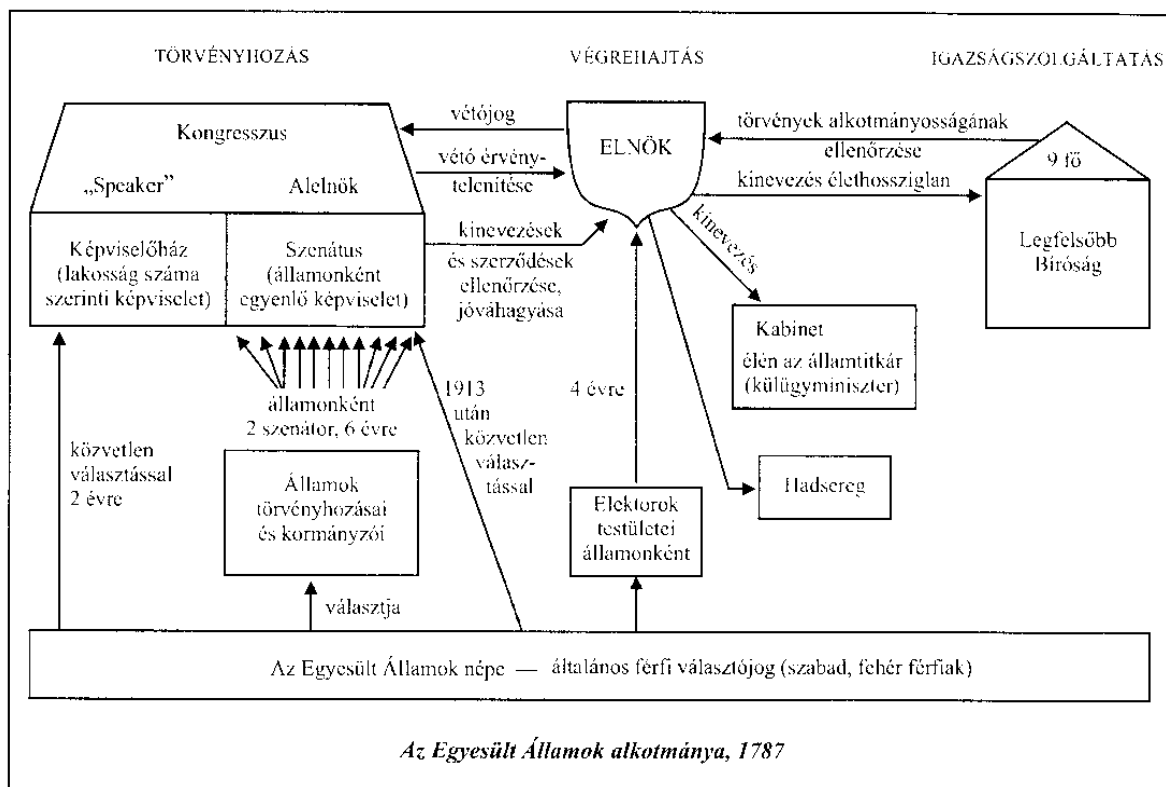 TÖRVÉNYHOZÁS
VÉGREHAJTÁS
IGAZSÁGSZOLGÁLTATÁS
Kongresszus
„Speaker”
Alelnök
Képviselőház
(lakosság száma
szerinti képviselet)
Szenátus
(államonként
egyenlő képviselet)
vétójog
vétó érvény-
telenítése
kinevezések
és szerződések
ellenőrzése,
jóváhagyása
ELNÖK
törvények alkotmányosságának
ellenőrzése
kinevezés élethossziglan
9 fő
Legfelsőbb
Bíróság
kinevezés
Kabinet
élén az államtitkár
(külügyminiszter)
Hadsereg
államonként
2 szenátor, 6 évre
közvetlen
választással
2 évre
Államok
törvényhozásai
és kormányzói
választja
1913
után
közvetlen
válasz-
tással
4 évre
Elektorok
testületei
államonként
Az Egyesült Államok népe — általános férfi választójog (szabad, fehér férfiak)
Az Egyesült Államok alkotmánya, 1787